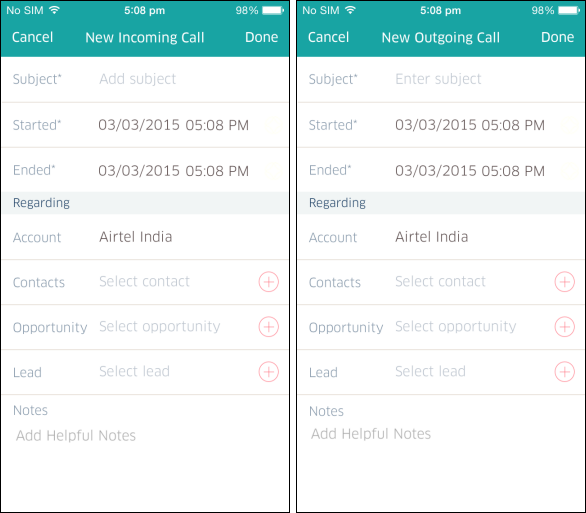 No SIM 5:08 pm 98%
Cancel New Incoming Call Done
Subject* Add subject
Started* 03/03/2015 05:08 PM
Ended* 03/03/2015 05:08 PM
Regarding
Account Airtel India
Contacts Select contact
Opportunity Select opportunity
Lead Select lead
Notes
Add Helpful Notes
No SIM 5:08 pm 98%
Cancel New Outgoing Call Done
Subject* Enter subject
Started* 03/03/2015 05:08 PM
Ended* 03/03/2015 05:08 PM
Regarding
Account Airtel India
Contacts Select contact
Opportunity Select opportunity
Lead Select lead
Notes
Add Helpful Notes